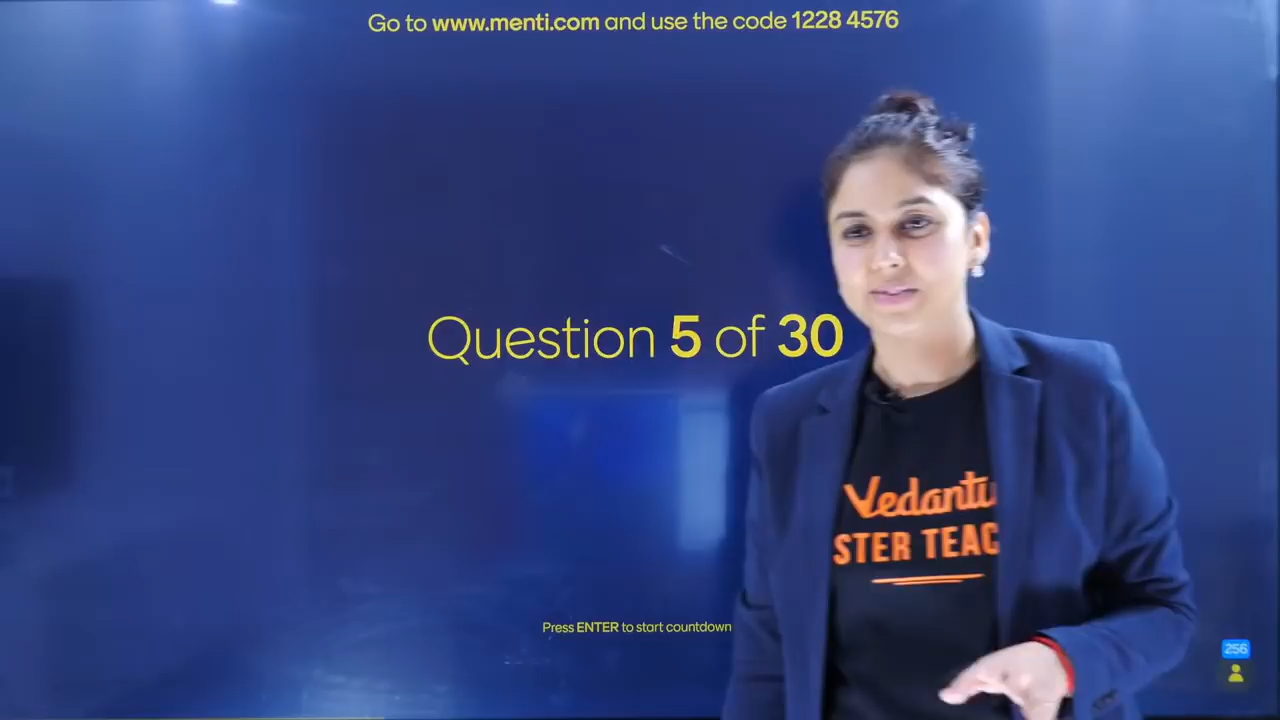 Go to www.menti.com and use the code 1228 4576
Question 5 of 30
Vedantu
STER TEAC
Press ENTER to start countdown
256